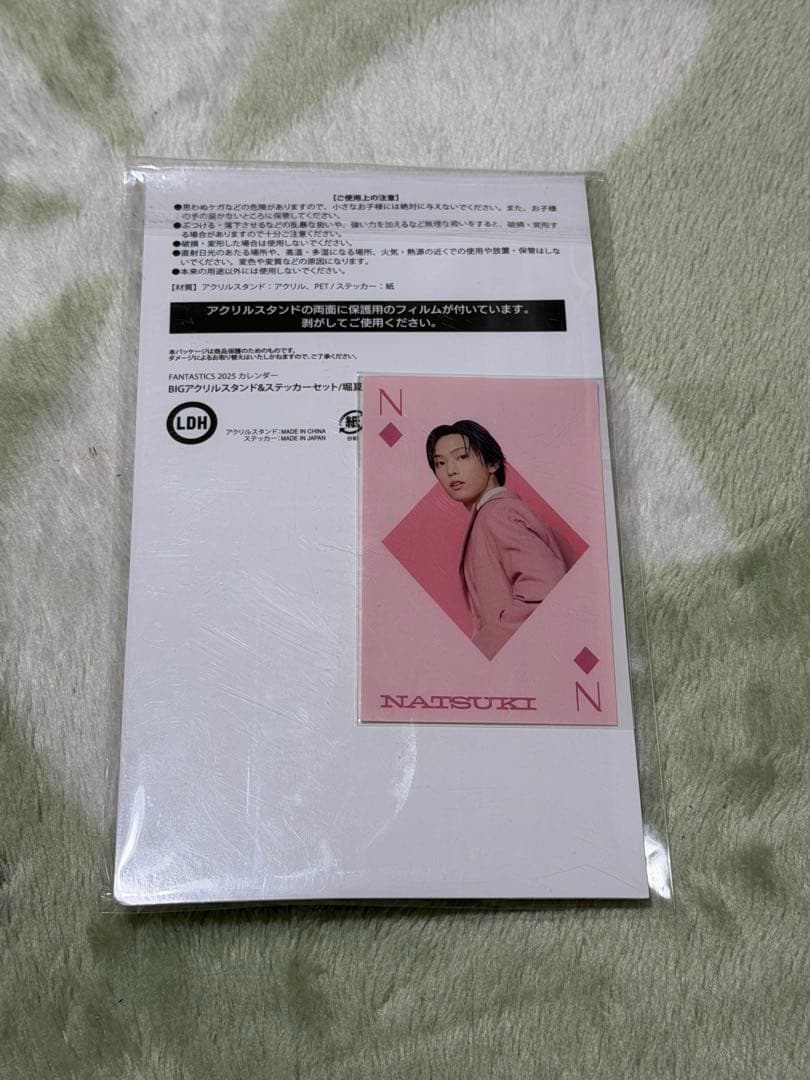 【ご使用上の注意】
●思わぬケガなどの危険がありますので、小さなお子様には絶対に与えないでください。また、お子様
の手の届かないところに保管してください。
●ぶつける・落下させるなどの乱暴な扱いや、強い力を加えるなど無理な扱いをすると、破損・変形す
る場合がありますので十分ご注意ください。
●破損・変形した場合は使用しないでください。
●直射日光のあたる場所や、高温・多湿になる場所、火気・熱源の近くでの使用や放置・保管はしな
いでください。変色や変質などの原因になります。
●本来の用途以外には使用しないでください。
【材質】アクリルスタンド：アクリル、PET / ステッカー：紙
アクリルスタンドの両面に保護用のフィルムが付いています。
剥がしてご使用ください。
本パッケージは商品保護のためのものです。
ダメージによるお取り替えはいたしかねますので、ご了承ください。
FANTASTICS 2025 カレンダー
BIGアクリルスタンド&ステッカーセット/堀夏
LDH
アクリルスタンド：MADE IN CHINA
ステッカー：MADE IN JAPAN
紙
N
NATSUKI
N